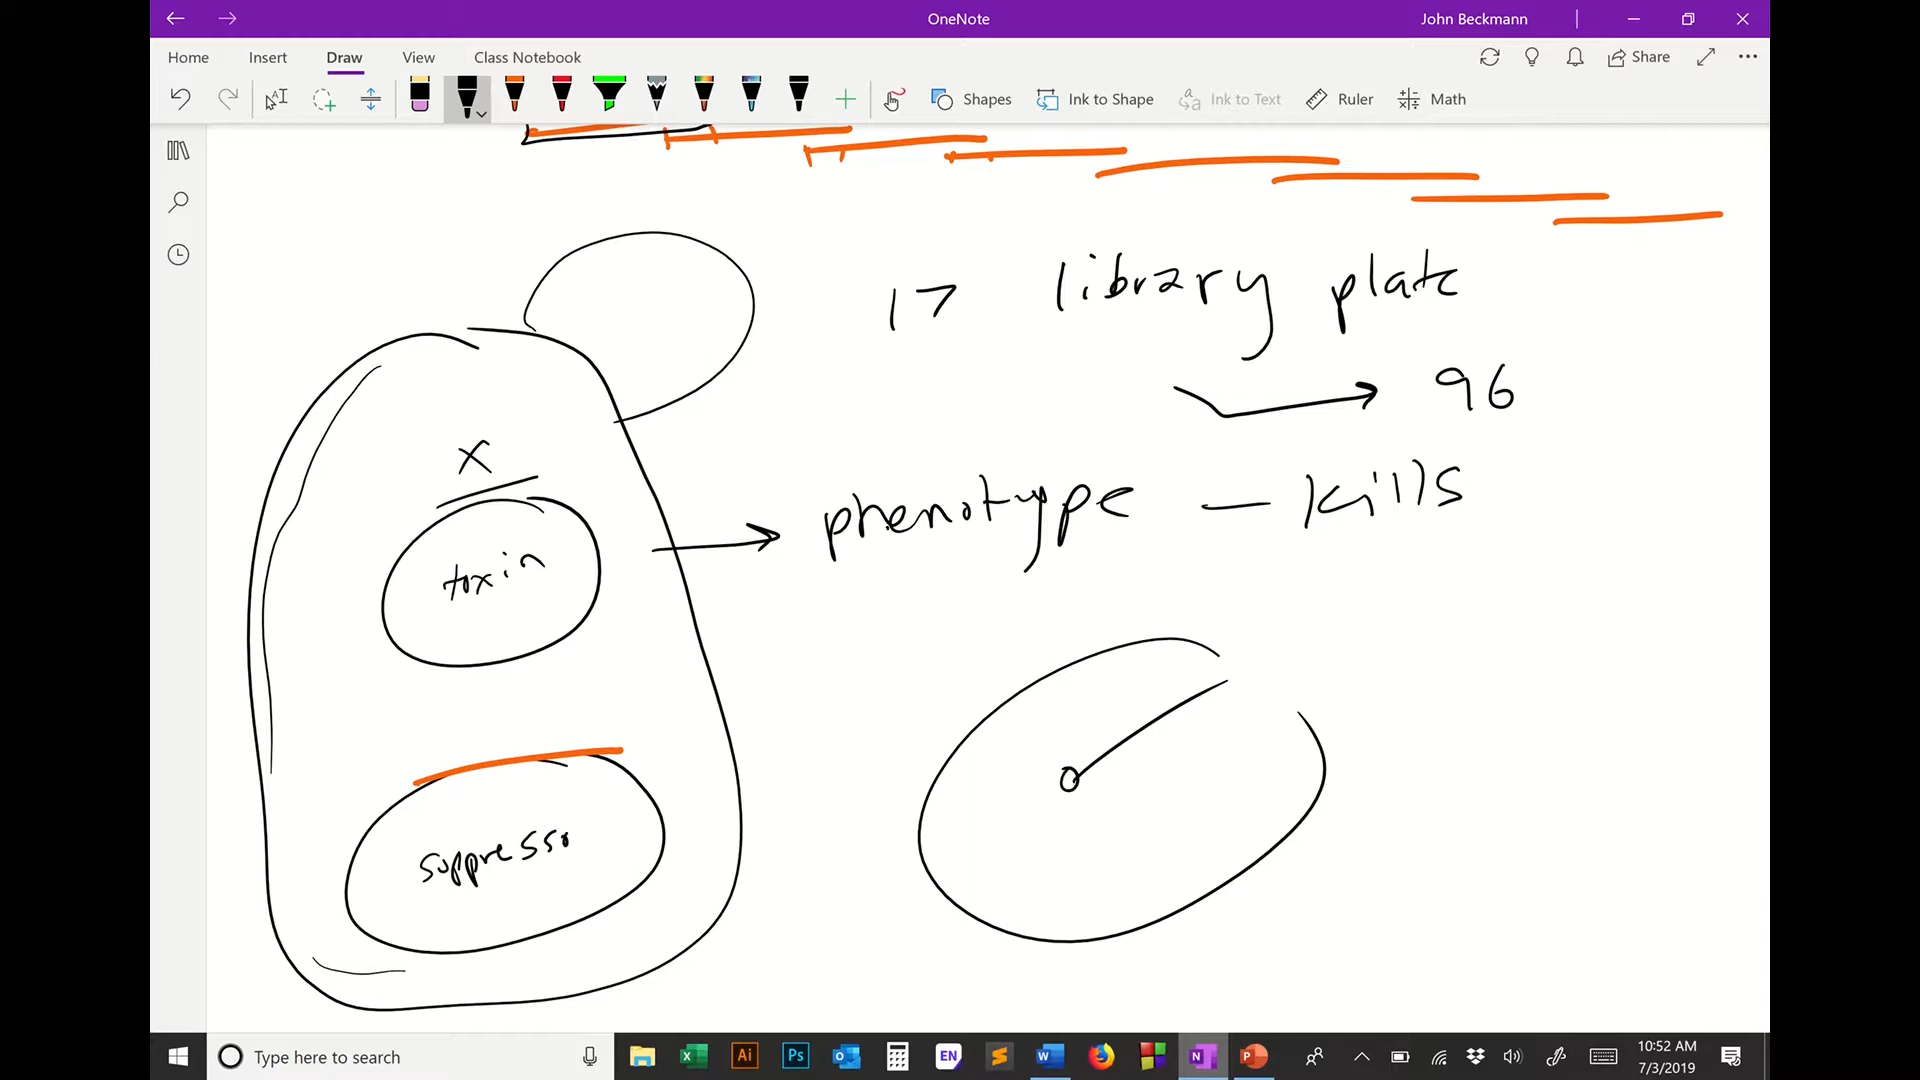 OneNote
John Beckmann
Home Insert Draw View Class Notebook
Share
Shapes Ink to Shape Ink to Text Ruler Math
17 library plate
96
X
phenotype — kills
toxin
suppressor
Type here to search
10:52 AM
7/3/2019